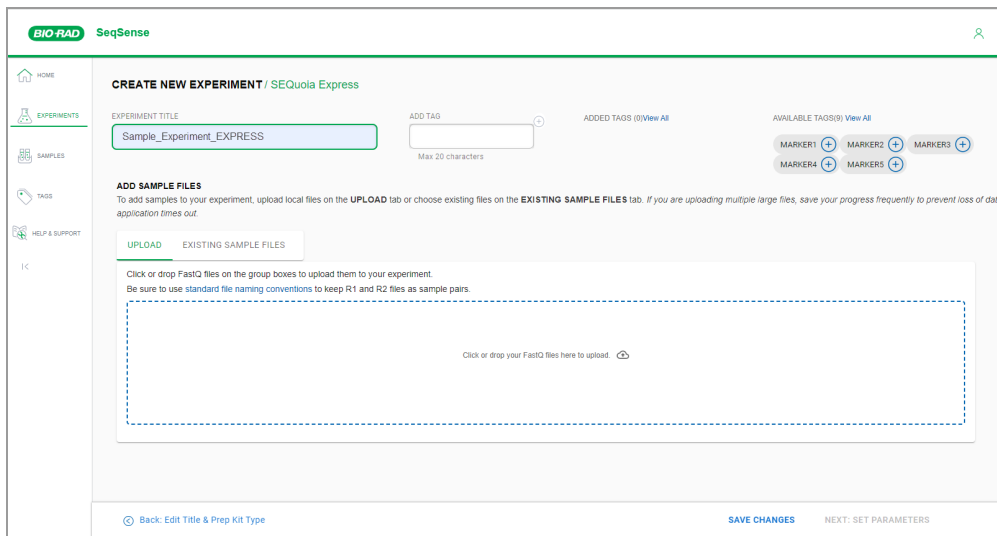 BIO-RAD SeqSense
HOME
EXPERIMENTS
SAMPLES
TAGS
HELP & SUPPORT
CREATE NEW EXPERIMENT / SEQuoia Express
EXPERIMENT TITLE
Sample_Experiment_EXPRESS
ADD TAG
Max 20 characters
ADDED TAGS (0)View All
AVAILABLE TAGS(9) View All
MARKER1 MARKER2 MARKER3
MARKER4 MARKER5
ADD SAMPLE FILES
To add samples to your experiment, upload local files on the UPLOAD tab or choose existing files on the EXISTING SAMPLE FILES tab. If you are uploading multiple large files, save your progress frequently to prevent loss of dat
application times out.
UPLOAD EXISTING SAMPLE FILES
Click or drop FastQ files on the group boxes to upload them to your experiment.
Be sure to use standard file naming conventions to keep R1 and R2 files as sample pairs.
Click or drop your FastQ files here to upload.
Back: Edit Title & Prep Kit Type
SAVE CHANGES
NEXT: SET PARAMETERS